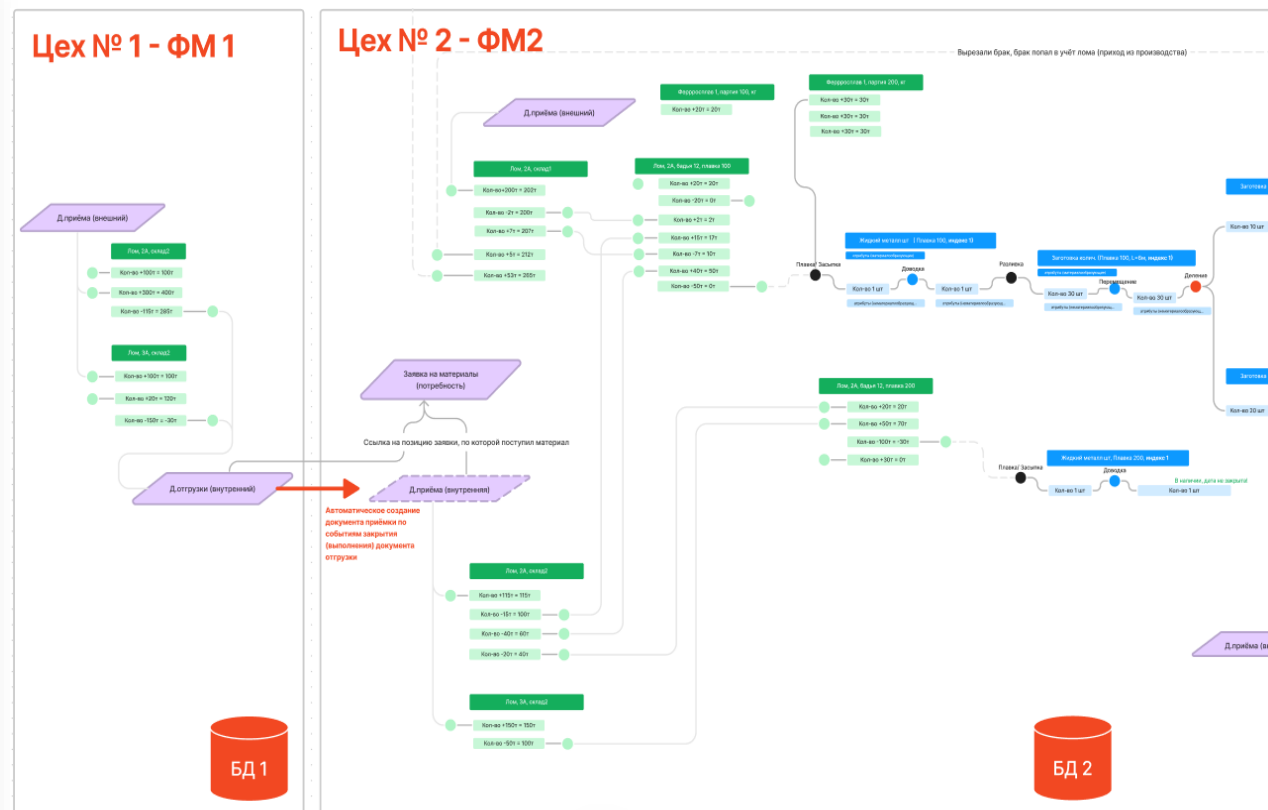 Цех № 1 - ФМ 1
Д.приёма (внешний)
Лом, 2А, склад2
Кол-во +100т = 100т
Кол-во +300т = 400т
Кол-во -115т = 285т
Лом, 3А, склад2
Кол-во +100т = 100т
Кол-во +20т = 120т
Кол-во -150т = -30т
Д.отгрузки (внутренний)
БД 1
Цех № 2 - ФМ2
Вырезали брак, брак попал в учёт лома (приход из производства)
Д.приёма (внешний)
Ферросплав 1, партия 100, кг
Кол-во +20т = 20т
Ферросплав 1, партия 200, кг
Кол-во +30т = 30т
Кол-во +30т = 30т
Кол-во +30т = 30т
Лом, 2А, склад1
Кол-во+200т = 202т
Кол-во -2т = 200т
Кол-во +7т = 207т
Кол-во +5т = 212т
Кол-во +53т = 265т
Лом, 2А, бадья 12, плавка 100
Кол-во +20т = 20т
Кол-во -20т = 0т
Кол-во +2т = 2т
Кол-во +15т = 17т
Кол-во -7т = 10т
Кол-во +40т = 50т
Кол-во -50т = 0т
Плавка/ Засыпка
Жидкий металл шт ( Плавка 100, индекс 1)
Доводка
Кол-во 1 шт
Кол-во 1 шт
Разливка
Заготовка колич. (Плавка 100, L=6м, индекс 1)
Перемещение
Кол-во 30 шт
Кол-во 30 шт
Деление
Заготовка
Кол-во 10 шт
Заготовка
Кол-во 20 шт
Заявка на материалы
(потребность)
Ссылка на позицию заявки, по которой поступил материал
Д.приёма (внутренняя)
Автоматическое создание
документа приёмки по
событиям закрытия
(выполнения) документа
отгрузки
Лом, 2А, бадья 12, плавка 200
Кол-во +20т = 20т
Кол-во +50т = 70т
Кол-во -100т = -30т
Кол-во +30т = 0т
Плавка/ Засыпка
Жидкий металл шт, Плавка 200, индекс 1
Доводка
Кол-во 1 шт
Кол-во 1 шт
В наличии, дата не закрыта!
Лом, 2А, склад2
Кол-во +115т = 115т
Кол-во -15т = 100т
Кол-во -40т = 60т
Кол-во -20т = 40т
Лом, 3А, склад2
Кол-во +150т = 150т
Кол-во -50т = 100т
Д.приёма (в
БД 2